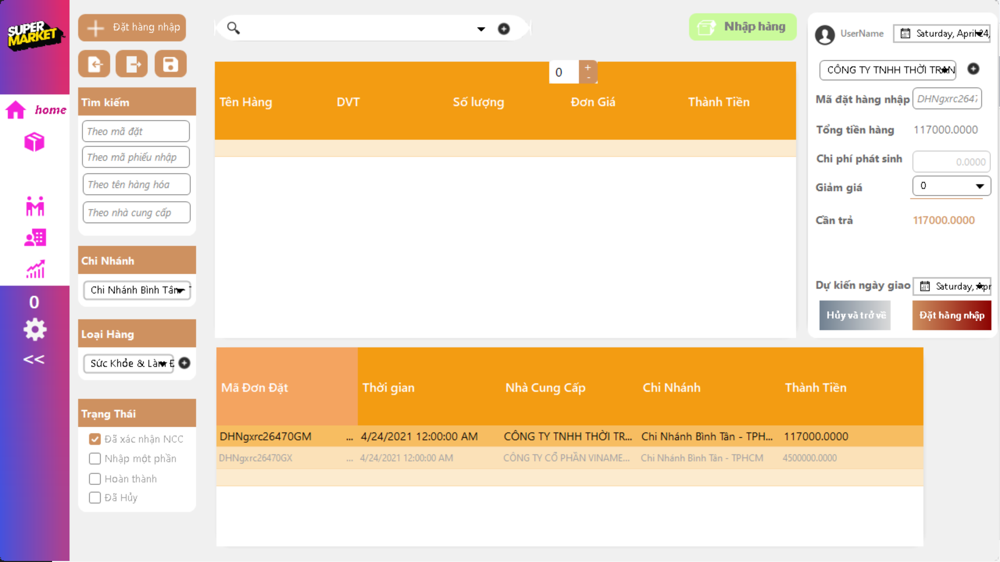 SUPER
MARKET
home
0
<<
Đặt hàng nhập
Nhập hàng
Tìm kiếm
Theo mã đặt
Theo mã phiếu nhập
Theo tên hàng hóa
Theo nhà cung cấp
Chi Nhánh
Chi Nhánh Bình Tân
Loại Hàng
Sức Khỏe & Làm Đ
Trạng Thái
Đã xác nhận NCC
Nhập một phần
Hoàn thành
Đã Hủy
0
+
-
Tên Hàng DVT Số lượng Đơn Giá Thành Tiền
Mã Đơn Đặt Thời gian Nhà Cung Cấp Chi Nhánh Thành Tiền
DHNgxrc26470GM ... 4/24/2021 12:00:00 AM CÔNG TY TNHH THỜI TR... Chi Nhánh Bình Tân - TPH... 117000.0000
DHNgxrc26470GX ... 4/24/2021 12:00:00 AM CÔNG TY CỔ PHẦN VINAME... Chi Nhánh Bình Tân - TPHCM 4500000.0000
UserName Saturday, April 24,
CÔNG TY TNHH THỜI TRAN
Mã đặt hàng nhập DHNgxrc2647
Tổng tiền hàng 117000.0000
Chi phí phát sinh 0.0000
Giảm giá 0
Cần trả 117000.0000
Dự kiến ngày giao Saturday, Apr
Hủy và trở về Đặt hàng nhập